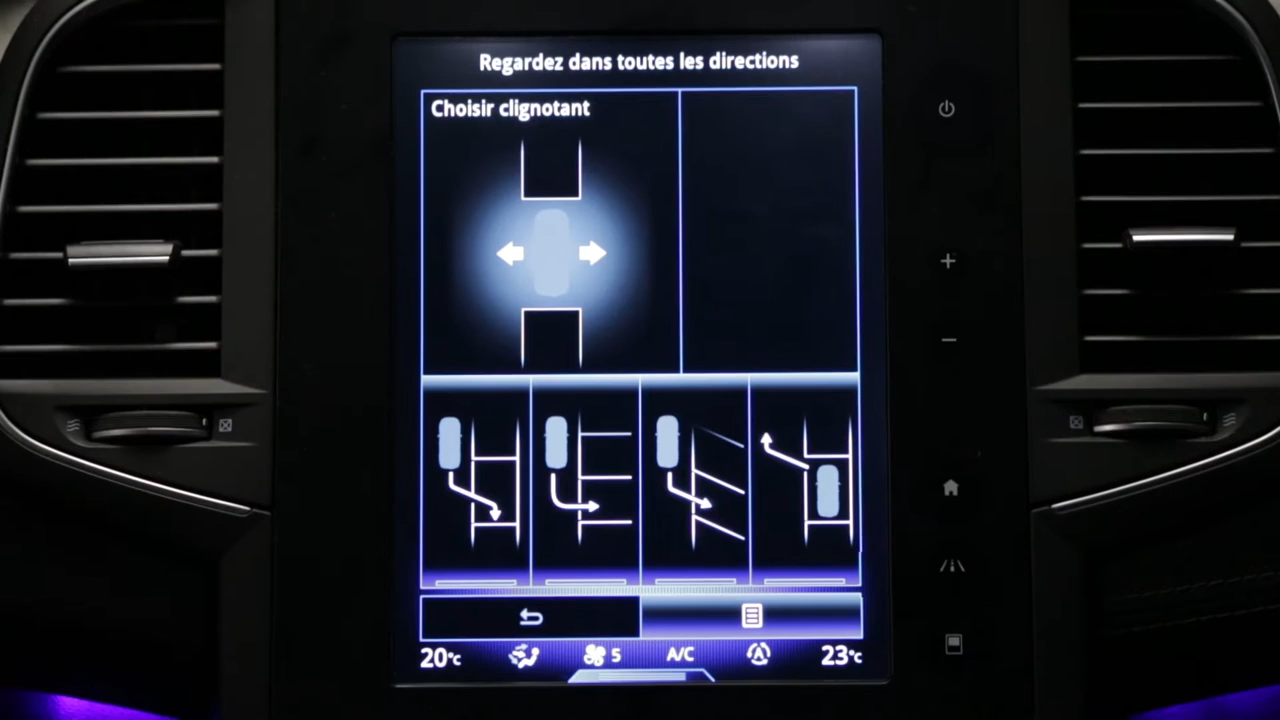 Regardez dans toutes les directions
Choisir clignotant
20°C 5 A/C 23°C